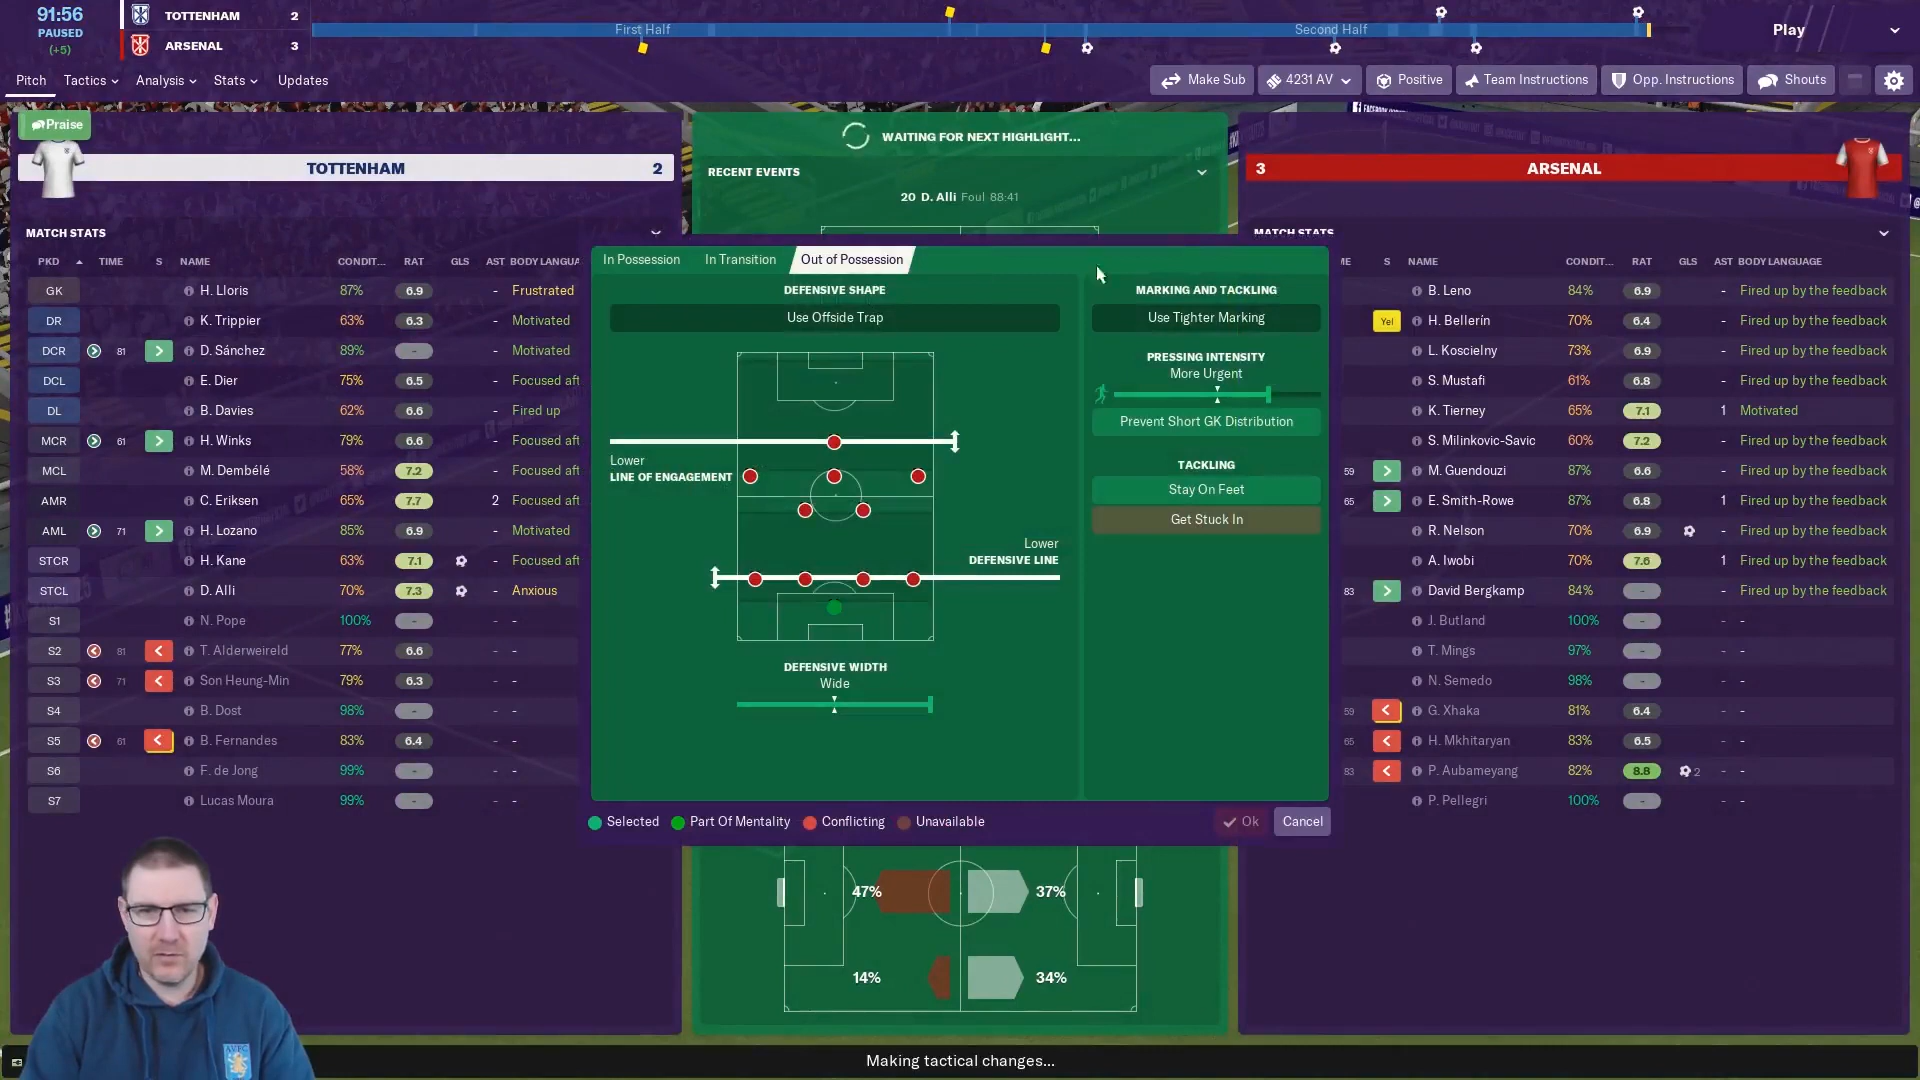 91:56
PAUSED
(+5)
TOTTENHAM 2
ARSENAL 3
First Half
Second Half
Play
Pitch Tactics Analysis Stats Updates
Make Sub 4231 AV Positive Team Instructions Opp. Instructions Shouts
Praise
TOTTENHAM 2
MATCH STATS
PKD TIME S NAME CONDIT... RAT GLS AST BODY LANGUA
GK H. Lloris 87% 6.9 - Frustrated
DR K. Trippier 63% 6.3 - Motivated
DCR 81 D. Sánchez 89% - - Motivated
DCL E. Dier 75% 6.5 - Focused aft
DL B. Davies 62% 6.6 - Fired up
MCR 61 H. Winks 79% 6.6 - Focused aft
MCL M. Dembélé 58% 7.2 - Focused aft
AMR C. Eriksen 65% 7.7 2 Focused aft
AML 71 H. Lozano 85% 6.9 - Motivated
STCR H. Kane 63% 7.1 - Focused aft
STCL D. Alli 70% 7.3 - Anxious
S1 N. Pope 100% - - -
S2 81 T. Alderweireld 77% 6.6 - -
S3 71 Son Heung-Min 79% 6.3 - -
S4 B. Dost 98% - - -
S5 61 B. Fernandes 83% 6.4 - -
S6 F. de Jong 99% - - -
S7 Lucas Moura 99% - - -
WAITING FOR NEXT HIGHLIGHT...
RECENT EVENTS
20 D. Alli Foul 88:41
In Possession In Transition Out of Possession
DEFENSIVE SHAPE
Use Offside Trap
Lower
LINE OF ENGAGEMENT
Lower
DEFENSIVE LINE
DEFENSIVE WIDTH
Wide
MARKING AND TACKLING
Use Tighter Marking
PRESSING INTENSITY
More Urgent
Prevent Short GK Distribution
TACKLING
Stay On Feet
Get Stuck In
Selected Part Of Mentality Conflicting Unavailable
Ok Cancel
47% 37%
14% 34%
3 ARSENAL
MATCH STATS
ME S NAME CONDIT... RAT GLS AST BODY LANGUAGE
B. Leno 84% 6.9 - Fired up by the feedback
Yel H. Bellerín 70% 6.4 - Fired up by the feedback
L. Koscielny 73% 6.9 - Fired up by the feedback
S. Mustafi 61% 6.8 - Fired up by the feedback
K. Tierney 65% 7.1 1 Motivated
S. Milinkovic-Savic 60% 7.2 - Fired up by the feedback
59 M. Guendouzi 87% 6.6 - Fired up by the feedback
65 E. Smith-Rowe 87% 6.8 1 Fired up by the feedback
R. Nelson 70% 6.9 - Fired up by the feedback
A. Iwobi 70% 7.6 1 Fired up by the feedback
83 David Bergkamp 84% - - Fired up by the feedback
J. Butland 100% - - -
T. Mings 97% - - -
N. Semedo 98% - - -
59 G. Xhaka 81% 6.4 - -
65 H. Mkhitaryan 83% 6.5 - -
83 P. Aubameyang 82% 8.8 2 - -
P. Pellegri 100% - - -
AVFC
Making tactical changes...